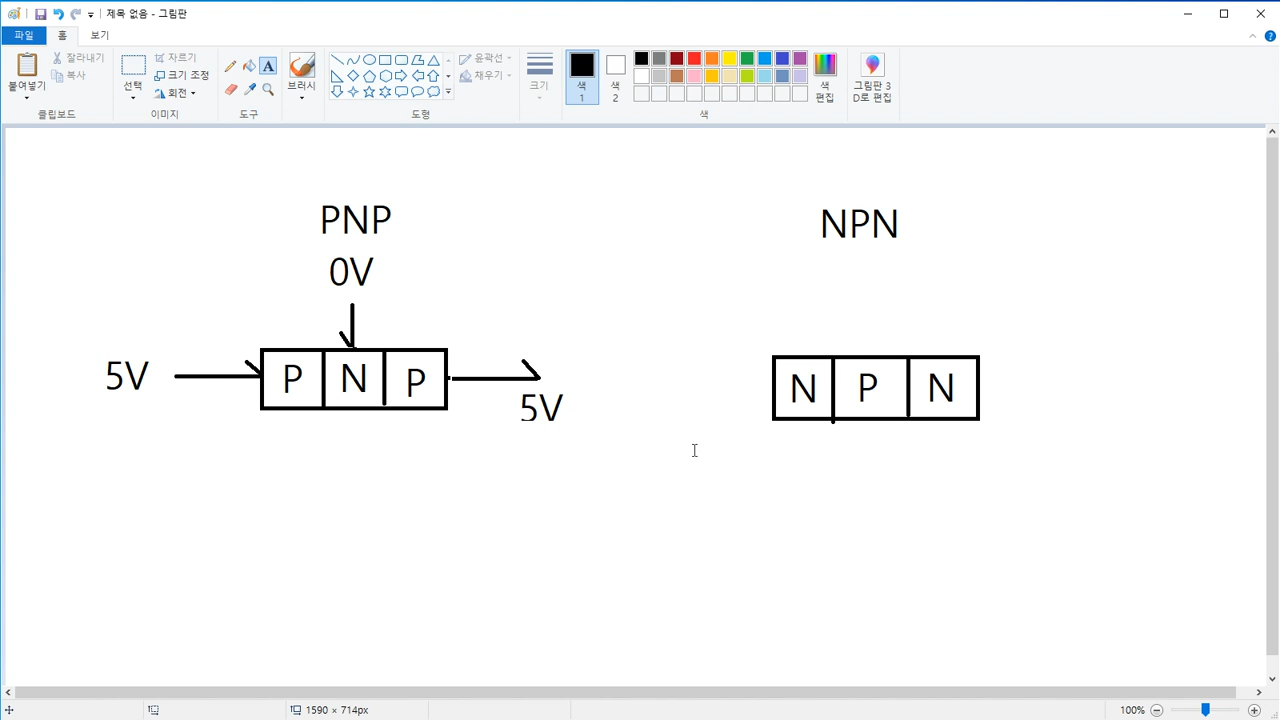 제목 없음 - 그림판
파일 홈 보기
붙여넣기
잘라내기
복사
클립보드
선택
자르기
크기 조정
회전
이미지
도구
브러시
윤곽선
채우기
도형
크기
색 1
색 2
색 편집
그림판 3D로 편집
색
PNP
0V
5V
P N P
5V
NPN
N P N
1590 × 714px
100%